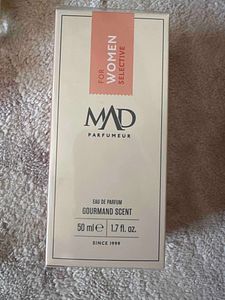 FOR
WOMEN
SELECTIVE
MAD
PARFUMEUR
EAU DE PARFUM
GOURMAND SCENT
50 ml ℮ 1.7 fl. oz.
SINCE 1999